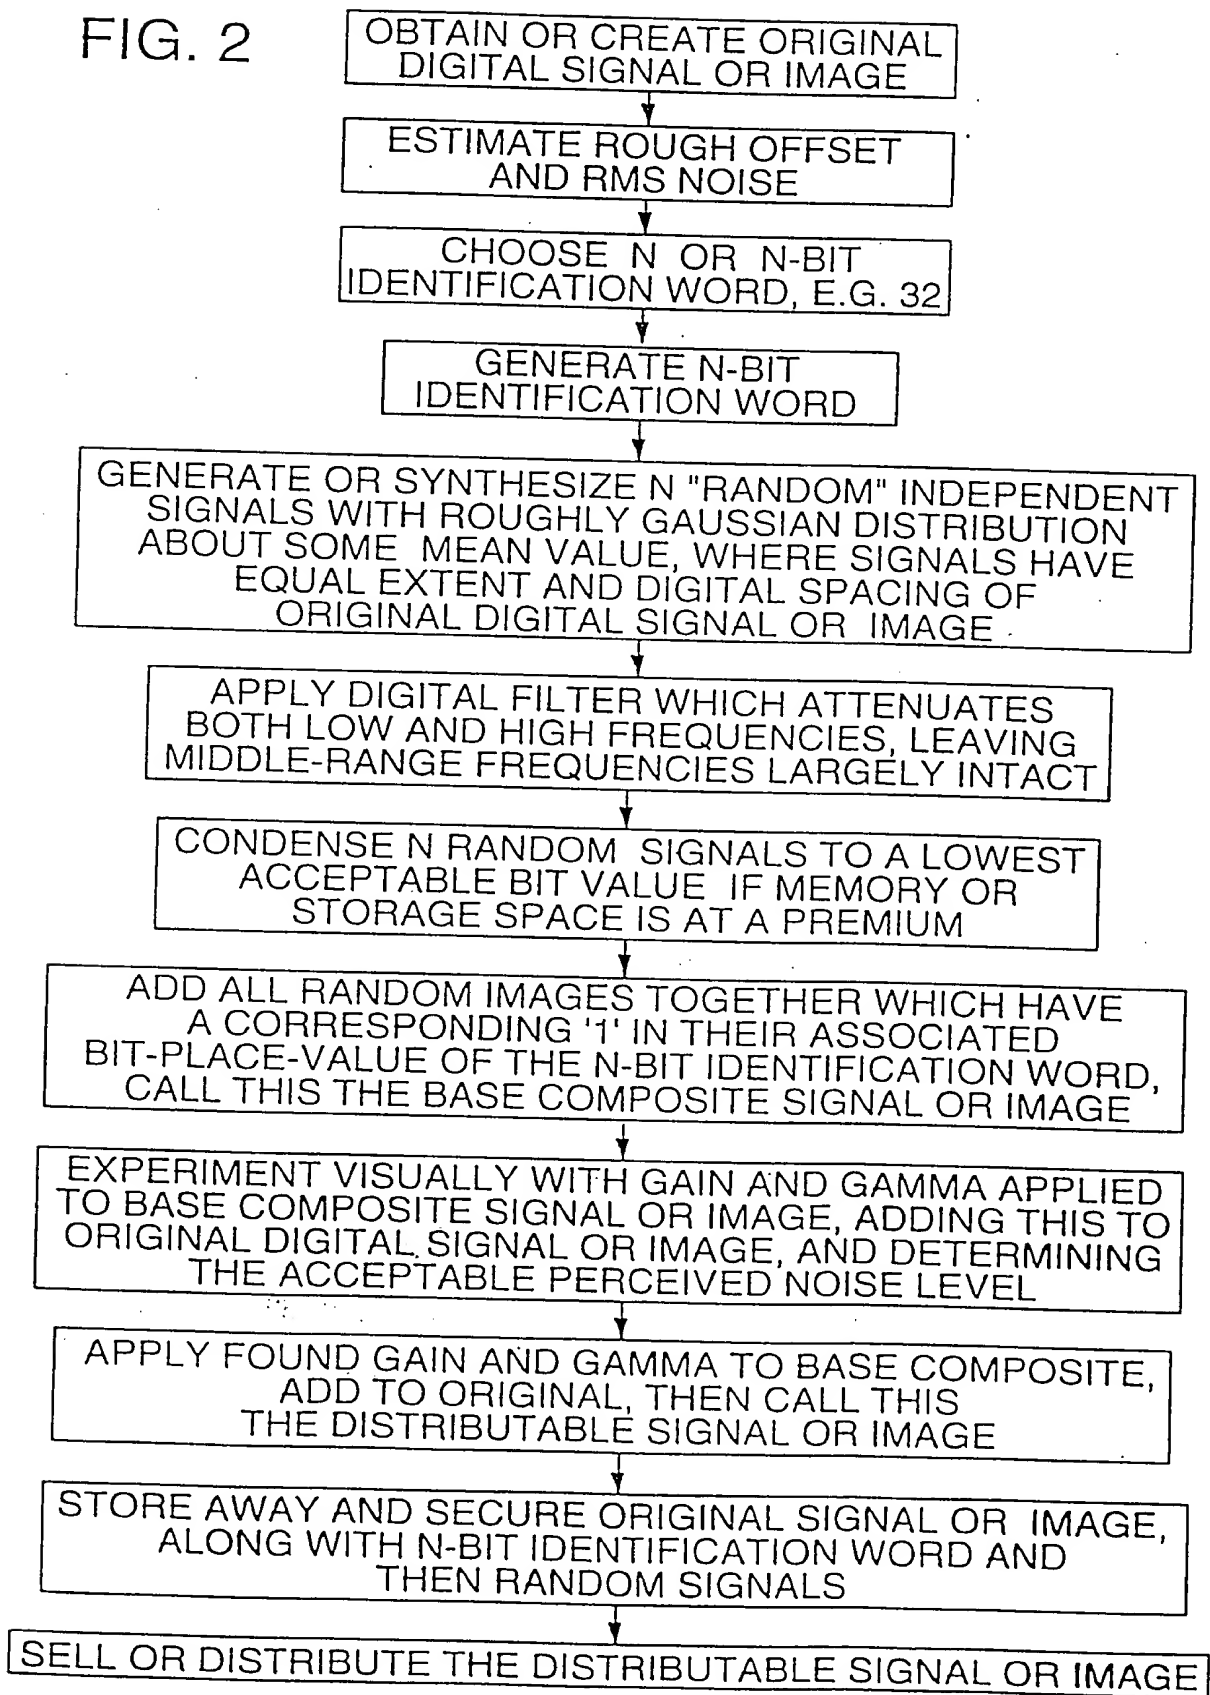 FIG. 2
OBTAIN OR CREATE ORIGINAL
DIGITAL SIGNAL OR IMAGE
ESTIMATE ROUGH OFFSET
AND RMS NOISE
CHOOSE N OR N-BIT
IDENTIFICATION WORD, E.G. 32
GENERATE N-BIT
IDENTIFICATION WORD
GENERATE OR SYNTHESIZE N "RANDOM" INDEPENDENT
SIGNALS WITH ROUGHLY GAUSSIAN DISTRIBUTION
ABOUT SOME MEAN VALUE, WHERE SIGNALS HAVE
EQUAL EXTENT AND DIGITAL SPACING OF
ORIGINAL DIGITAL SIGNAL OR IMAGE
APPLY DIGITAL FILTER WHICH ATTENUATES
BOTH LOW AND HIGH FREQUENCIES, LEAVING
MIDDLE-RANGE FREQUENCIES LARGELY INTACT
CONDENSE N RANDOM SIGNALS TO A LOWEST
ACCEPTABLE BIT VALUE IF MEMORY OR
STORAGE SPACE IS AT A PREMIUM
ADD ALL RANDOM IMAGES TOGETHER WHICH HAVE
A CORRESPONDING '1' IN THEIR ASSOCIATED
BIT-PLACE-VALUE OF THE N-BIT IDENTIFICATION WORD,
CALL THIS THE BASE COMPOSITE SIGNAL OR IMAGE
EXPERIMENT VISUALLY WITH GAIN AND GAMMA APPLIED
TO BASE COMPOSITE SIGNAL OR IMAGE, ADDING THIS TO
ORIGINAL DIGITAL SIGNAL OR IMAGE, AND DETERMINING
THE ACCEPTABLE PERCEIVED NOISE LEVEL
APPLY FOUND GAIN AND GAMMA TO BASE COMPOSITE,
ADD TO ORIGINAL, THEN CALL THIS
THE DISTRIBUTABLE SIGNAL OR IMAGE
STORE AWAY AND SECURE ORIGINAL SIGNAL OR IMAGE,
ALONG WITH N-BIT IDENTIFICATION WORD AND
THEN RANDOM SIGNALS
SELL OR DISTRIBUTE THE DISTRIBUTABLE SIGNAL OR IMAGE